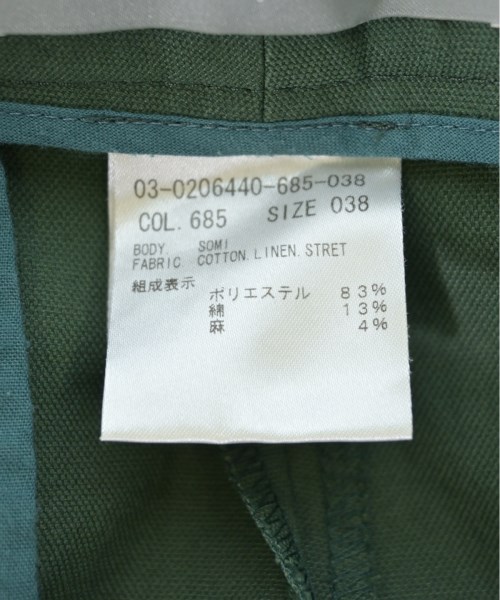 03-0206440-685-038
COL. 685 SIZE 038
BODY. SOMI
FABRIC. COTTON. LINEN. STRET
組成表示
ポリエステル 83%
綿 13%
麻 4%